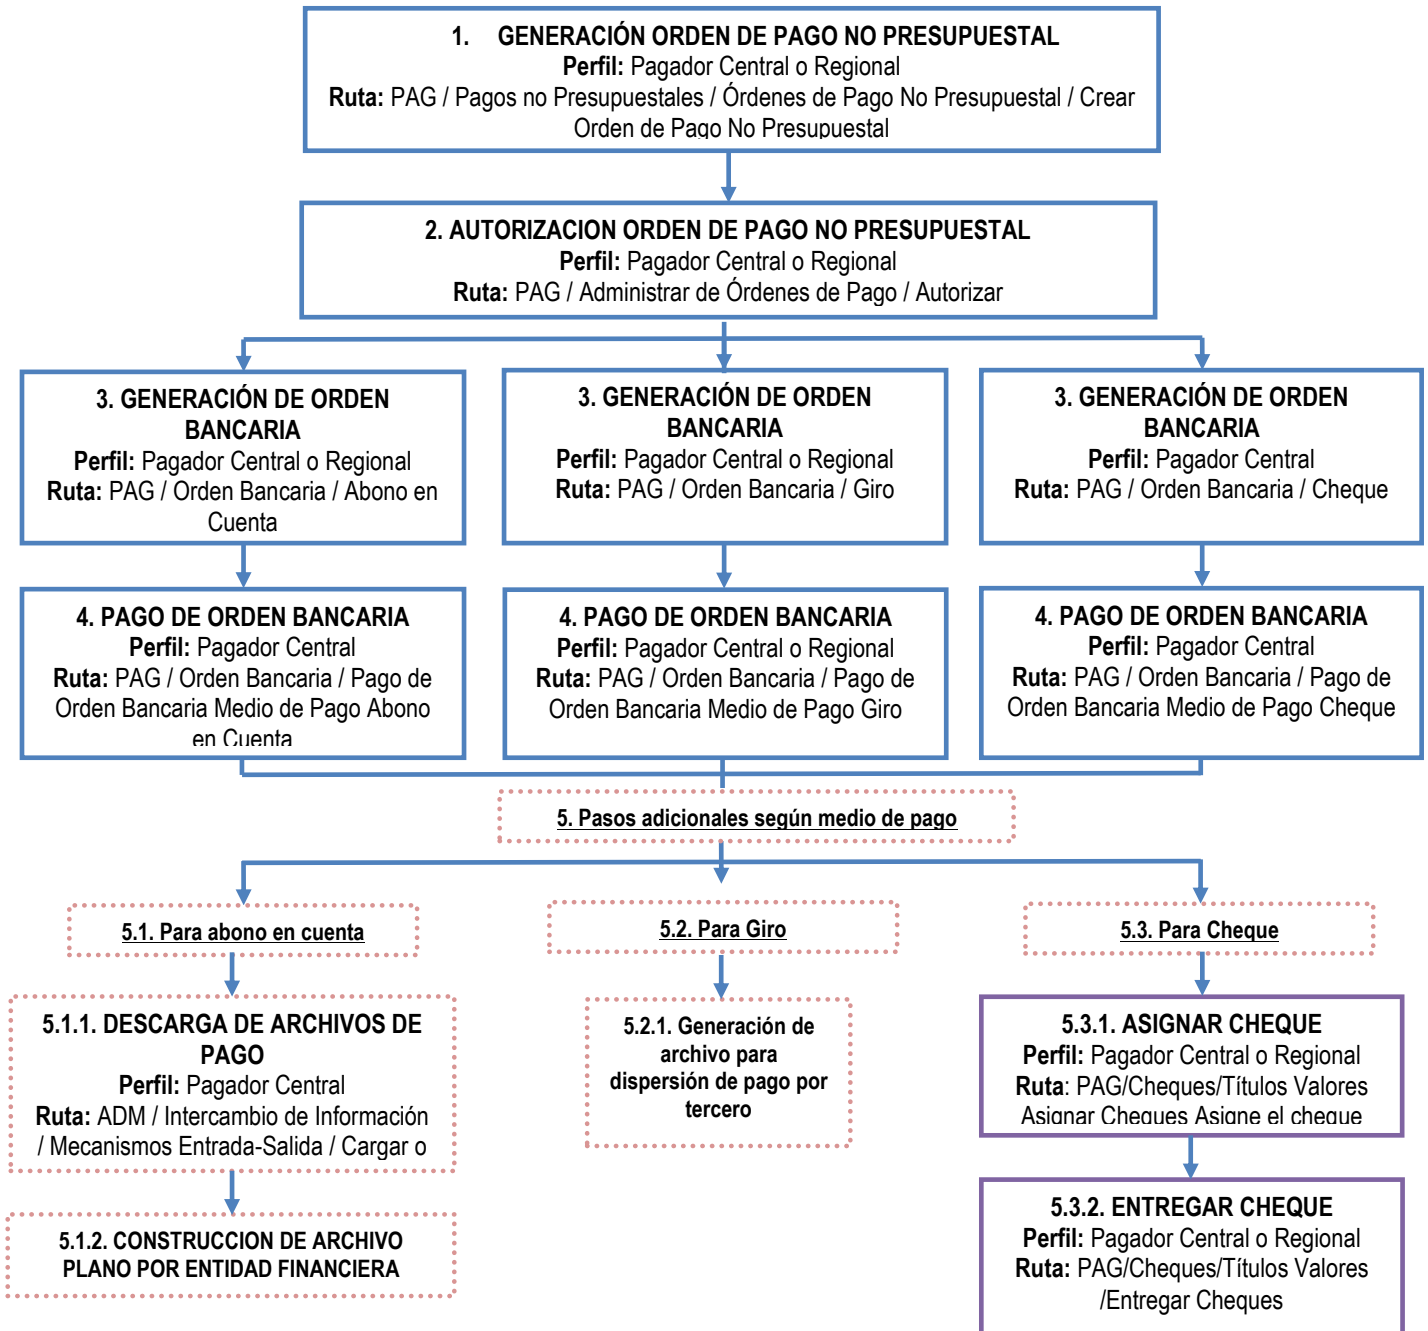 1. GENERACIÓN ORDEN DE PAGO NO PRESUPUESTAL
Perfil: Pagador Central o Regional
Ruta: PAG / Pagos no Presupuestales / Órdenes de Pago No Presupuestal / Crear
Orden de Pago No Presupuestal
2. AUTORIZACION ORDEN DE PAGO NO PRESUPUESTAL
Perfil: Pagador Central o Regional
Ruta: PAG / Administrar de Órdenes de Pago / Autorizar
3. GENERACIÓN DE ORDEN
BANCARIA
Perfil: Pagador Central o Regional
Ruta: PAG / Orden Bancaria / Abono en
Cuenta
3. GENERACIÓN DE ORDEN
BANCARIA
Perfil: Pagador Central o Regional
Ruta: PAG / Orden Bancaria / Giro
3. GENERACIÓN DE ORDEN
BANCARIA
Perfil: Pagador Central
Ruta: PAG / Orden Bancaria / Cheque
4. PAGO DE ORDEN BANCARIA
Perfil: Pagador Central
Ruta: PAG / Orden Bancaria / Pago de
Orden Bancaria Medio de Pago Abono
en Cuenta
4. PAGO DE ORDEN BANCARIA
Perfil: Pagador Central o Regional
Ruta: PAG / Orden Bancaria / Pago de
Orden Bancaria Medio de Pago Giro
4. PAGO DE ORDEN BANCARIA
Perfil: Pagador Central
Ruta: PAG / Orden Bancaria / Pago de
Orden Bancaria Medio de Pago Cheque
5. Pasos adicionales según medio de pago
5.1. Para abono en cuenta
5.2. Para Giro
5.3. Para Cheque
5.1.1. DESCARGA DE ARCHIVOS DE
PAGO
Perfil: Pagador Central
Ruta: ADM / Intercambio de Información
/ Mecanismos Entrada-Salida / Cargar o
5.2.1. Generación de
archivo para
dispersión de pago por
tercero
5.3.1. ASIGNAR CHEQUE
Perfil: Pagador Central o Regional
Ruta: PAG/Cheques/Títulos Valores
Asignar Cheques Asigne el cheque
5.1.2. CONSTRUCCION DE ARCHIVO
PLANO POR ENTIDAD FINANCIERA
5.3.2. ENTREGAR CHEQUE
Perfil: Pagador Central o Regional
Ruta: PAG/Cheques/Títulos Valores
/Entregar Cheques